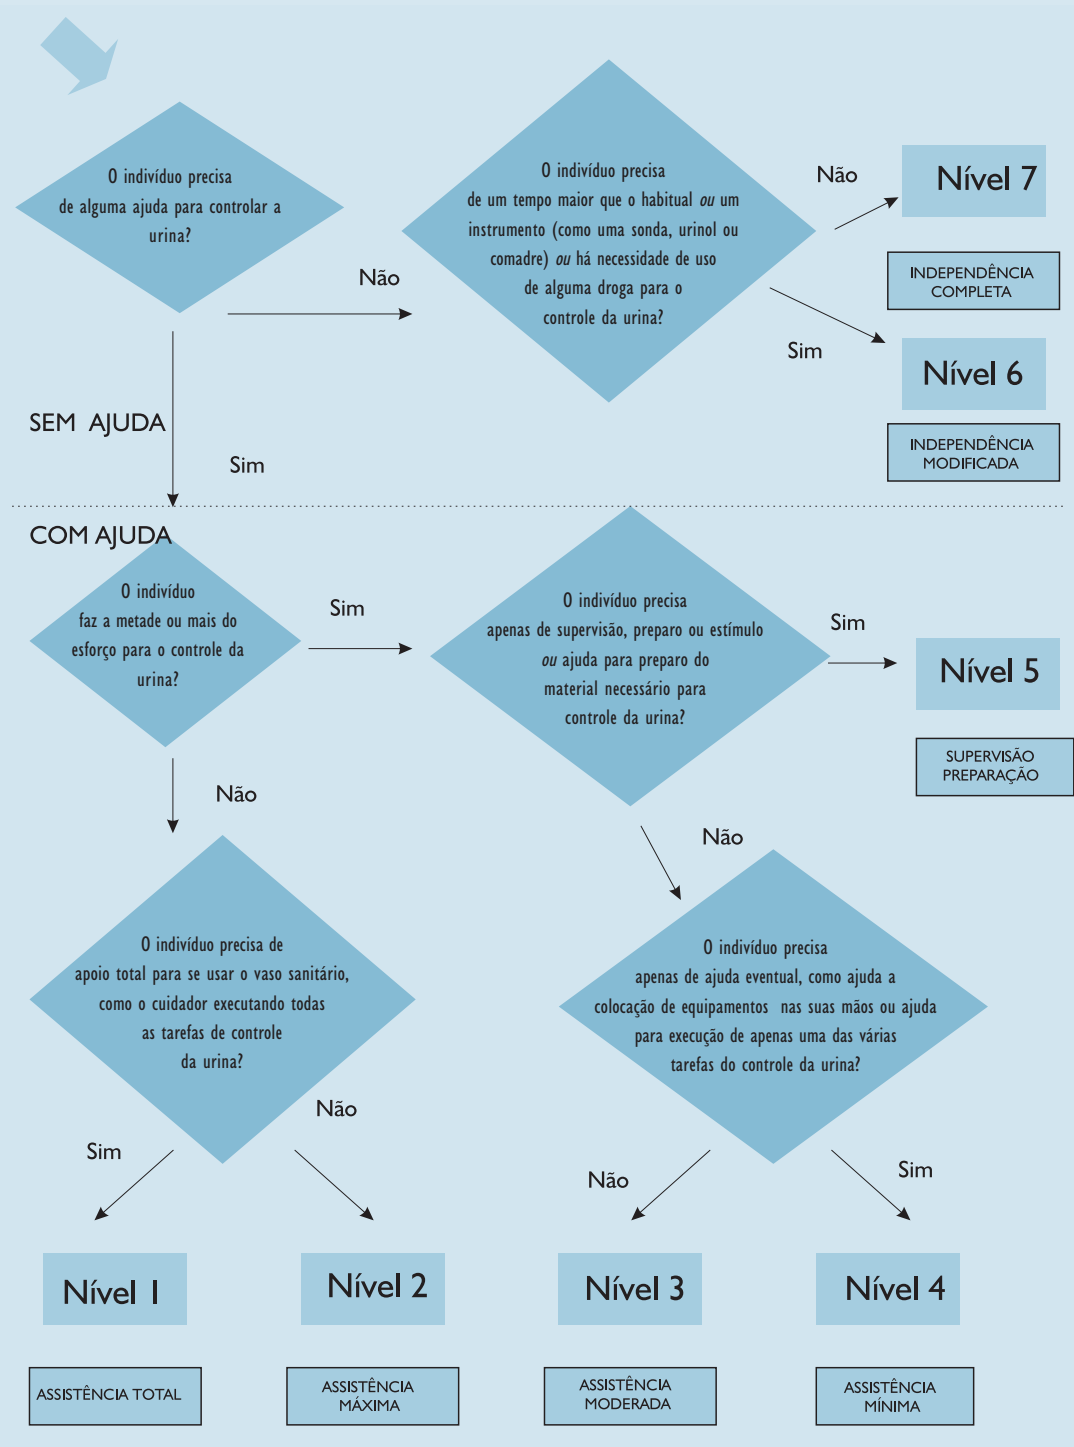 O indivíduo precisa
de alguma ajuda para controlar a
urina?
Não
O indivíduo precisa
de um tempo maior que o habitual ou um
instrumento (como uma sonda, urinol ou
comadre) ou há necessidade de uso
de alguma droga para o
controle da urina?
Não
Nível 7
INDEPENDÊNCIA
COMPLETA
Sim
Nível 6
INDEPENDÊNCIA
MODIFICADA
SEM AJUDA
Sim
COM AJUDA
O indivíduo
faz a metade ou mais do
esforço para o controle da
urina?
Sim
O indivíduo precisa
apenas de supervisão, preparo ou estímulo
ou ajuda para preparo do
material necessário para
controle da urina?
Sim
Nível 5
SUPERVISÃO
PREPARAÇÃO
Não
Não
O indivíduo precisa de
apoio total para se usar o vaso sanitário,
como o cuidador executando todas
as tarefas de controle
da urina?
O indivíduo precisa
apenas de ajuda eventual, como ajuda a
colocação de equipamentos nas suas mãos ou ajuda
para execução de apenas uma das várias
tarefas do controle da urina?
Sim
Não
Não
Sim
Nível 1
Nível 2
Nível 3
Nível 4
ASSISTÊNCIA TOTAL
ASSISTÊNCIA
MÁXIMA
ASSISTÊNCIA
MODERADA
ASSISTÊNCIA
MÍNIMA